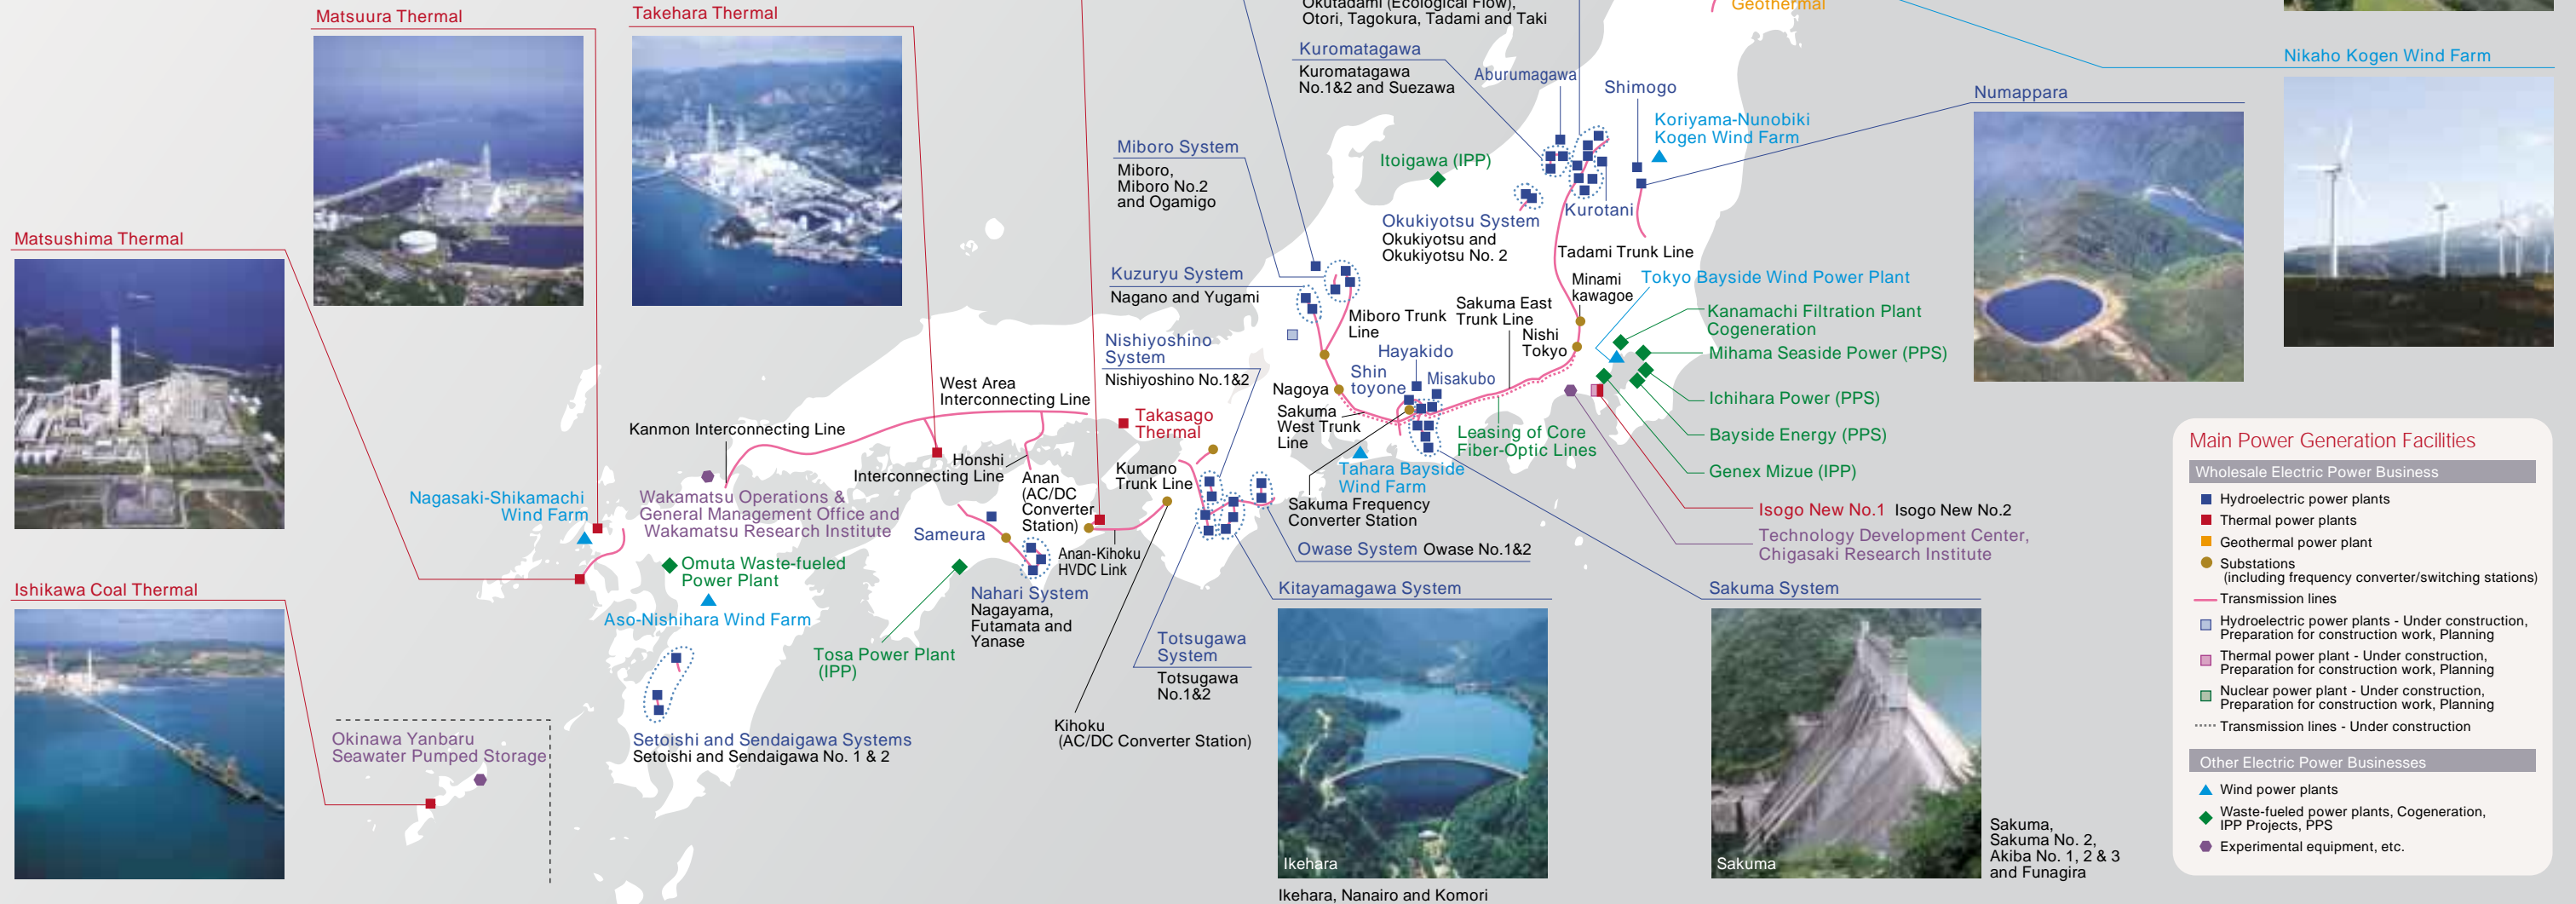 Matsuura Thermal
Takehara Thermal
Okutadami (Ecological Flow),
Otori, Tagokura, Tadami and Taki
Geothermal
Kuromatagawa
Kuromatagawa
No.1&2 and Suezawa
Aburumagawa
Shimogo
Nikaho Kogen Wind Farm
Numappara
Koriyama-Nunobiki
Kogen Wind Farm
Miboro System
Miboro,
Miboro No.2
and Ogamigo
Itoigawa (IPP)
Okukiyotsu System
Okukiyotsu and
Okukiyotsu No. 2
Kurotani
Tadami Trunk Line
Matsushima Thermal
Kuzuryu System
Nagano and Yugami
Minami
kawagoe
Tokyo Bayside Wind Power Plant
Sakuma East
Trunk Line
Miboro Trunk
Line
Nishi
Tokyo
Kanamachi Filtration Plant
Cogeneration
Mihama Seaside Power (PPS)
Nishiyoshino
System
Nishiyoshino No.1&2
Hayakido
Shin
toyone
Misakubo
Nagoya
West Area
Interconnecting Line
Ichihara Power (PPS)
Sakuma
West Trunk
Line
Takasago
Thermal
Kanmon Interconnecting Line
Leasing of Core
Fiber-Optic Lines
Bayside Energy (PPS)
Honshi
Interconnecting Line
Kumano
Trunk Line
Tahara Bayside
Wind Farm
Genex Mizue (IPP)
Anan
(AC/DC
Converter
Station)
Nagasaki-Shikamachi
Wind Farm
Wakamatsu Operations &
General Management Office and
Wakamatsu Research Institute
Sakuma Frequency
Converter Station
Isogo New No.1 Isogo New No.2
Sameura
Technology Development Center,
Chigasaki Research Institute
Owase System Owase No.1&2
Anan-Kihoku
HVDC Link
Omuta Waste-fueled
Power Plant
Ishikawa Coal Thermal
Nahari System
Nagayama,
Futamata and
Yanase
Kitayamagawa System
Sakuma System
Aso-Nishihara Wind Farm
Tosa Power Plant
(IPP)
Totsugawa
System
Totsugawa
No.1&2
Kihoku
(AC/DC Converter Station)
Okinawa Yanbaru
Seawater Pumped Storage
Setoishi and Sendaigawa Systems
Setoishi and Sendaigawa No. 1 & 2
Ikehara
Ikehara, Nanairo and Komori
Sakuma
Sakuma,
Sakuma No. 2,
Akiba No. 1, 2 & 3
and Funagira
Main Power Generation Facilities
Wholesale Electric Power Business
Hydroelectric power plants
Thermal power plants
Geothermal power plant
Substations
(including frequency converter/switching stations)
Transmission lines
Hydroelectric power plants - Under construction,
Preparation for construction work, Planning
Thermal power plant - Under construction,
Preparation for construction work, Planning
Nuclear power plant - Under construction,
Preparation for construction work, Planning
Transmission lines - Under construction
Other Electric Power Businesses
Wind power plants
Waste-fueled power plants, Cogeneration,
IPP Projects, PPS
Experimental equipment, etc.